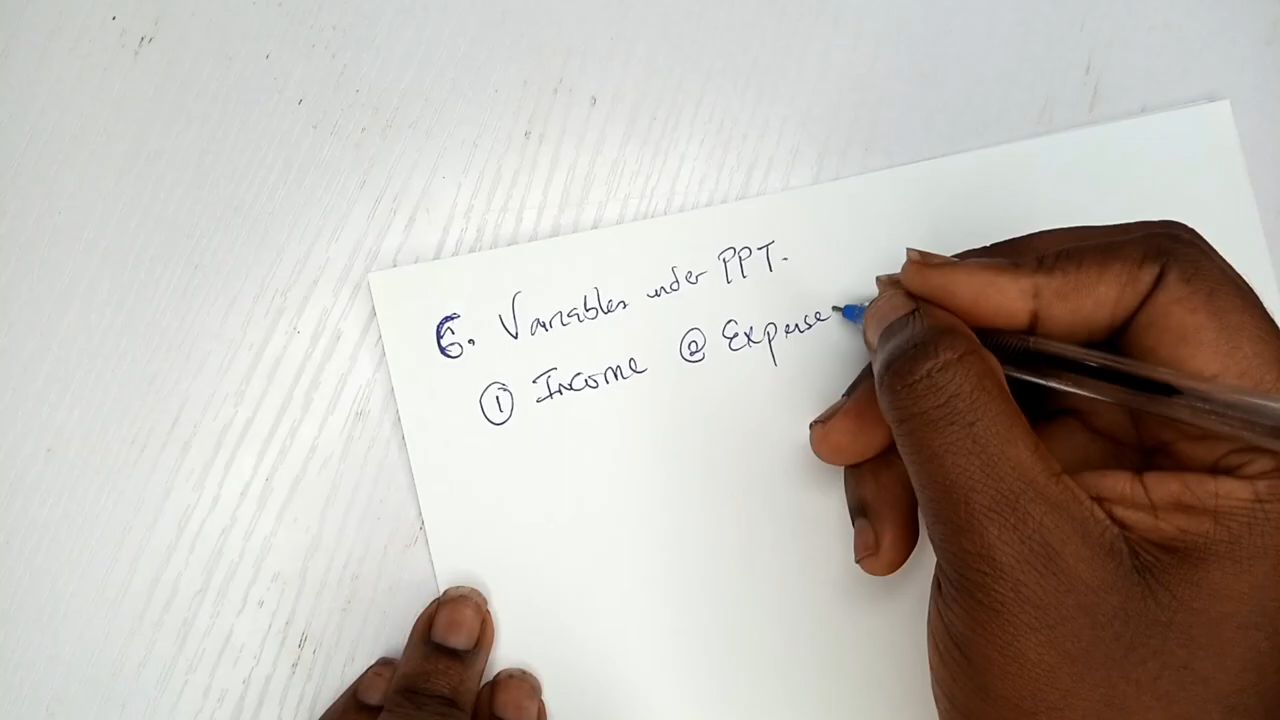 6. Variables under PPT.
① Income ② Expense